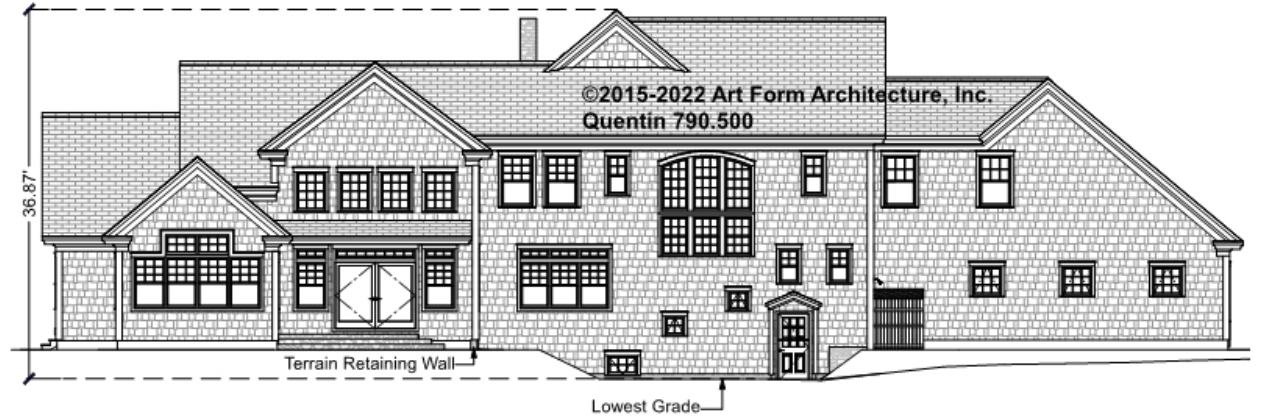 ©2015-2022 Art Form Architecture, Inc.
Quentin 790.500
36.87'
Terrain Retaining Wall
Lowest Grade